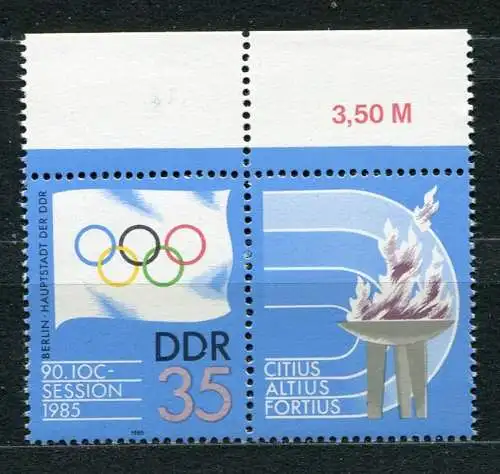 3,50 M
BERLIN · HAUPTSTADT DER DDR
DDR
90. IOC-
SESSION
1985
35
1985
CITIUS
ALTIUS
FORTIUS